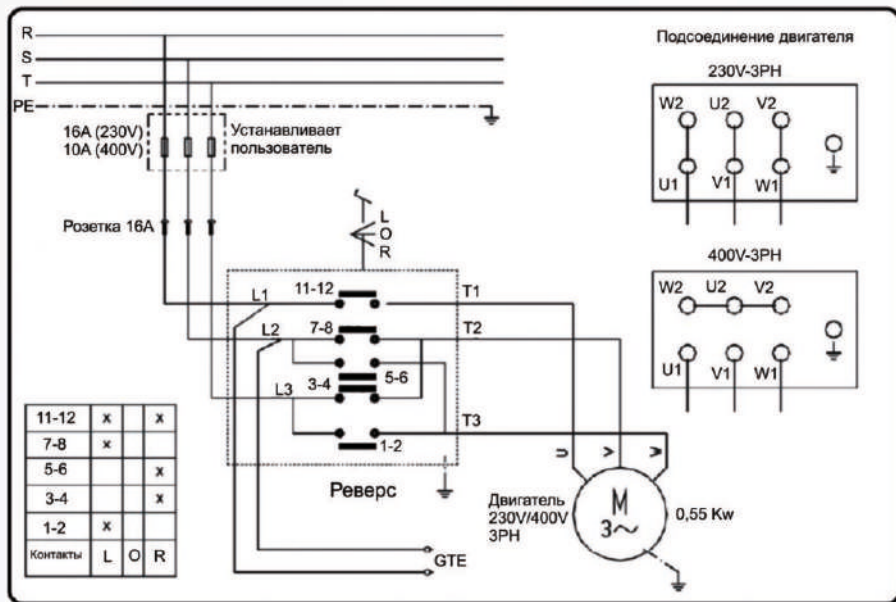 R
S
T
PE
16A (230V)
10A (400V)
Устанавливает
пользователь
Розетка 16А
L
O
R
L1
11-12
T1
L2
7-8
T2
5-6
L3
3-4
T3
1-2
Реверс
GTE
11-12 x x
7-8 x
5-6 x
3-4 x
1-2 x
Контакты L O R
U
V
W
Двигатель
230V/400V
3PH
M
3~
0,55 Kw
Подсоединение двигателя
230V-3PH
W2 U2 V2
U1 V1 W1
400V-3PH
W2 U2 V2
U1 V1 W1